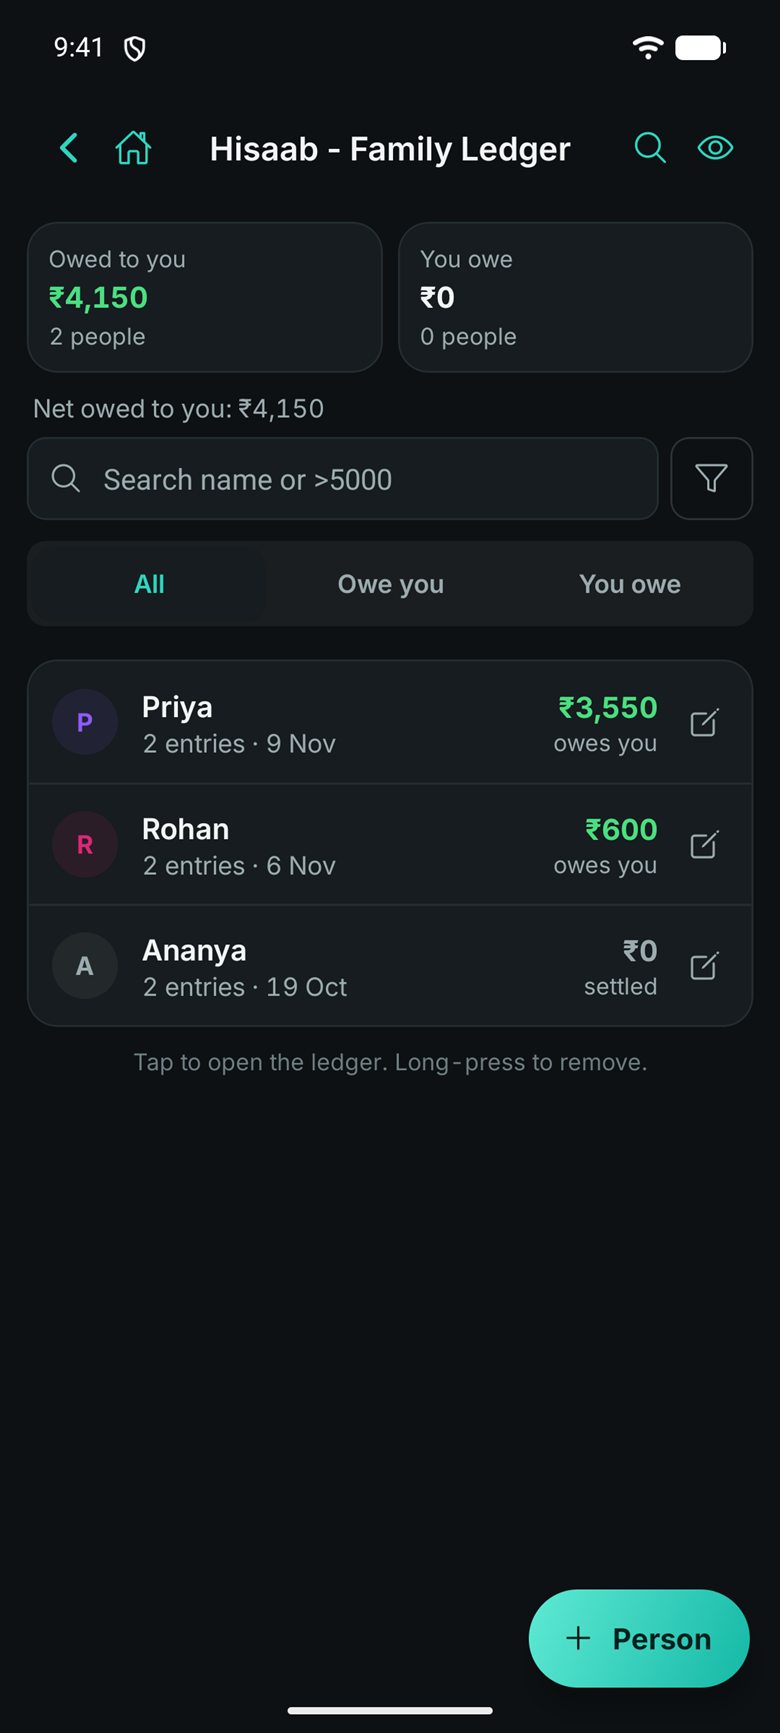 9:41
Hisaab - Family Ledger
Owed to you
₹4,150
2 people
You owe
₹0
0 people
Net owed to you: ₹4,150
Search name or >5000
All
Owe you
You owe
P
Priya
2 entries · 9 Nov
₹3,550
owes you
R
Rohan
2 entries · 6 Nov
₹600
owes you
A
Ananya
2 entries · 19 Oct
₹0
settled
Tap to open the ledger. Long-press to remove.
+ Person